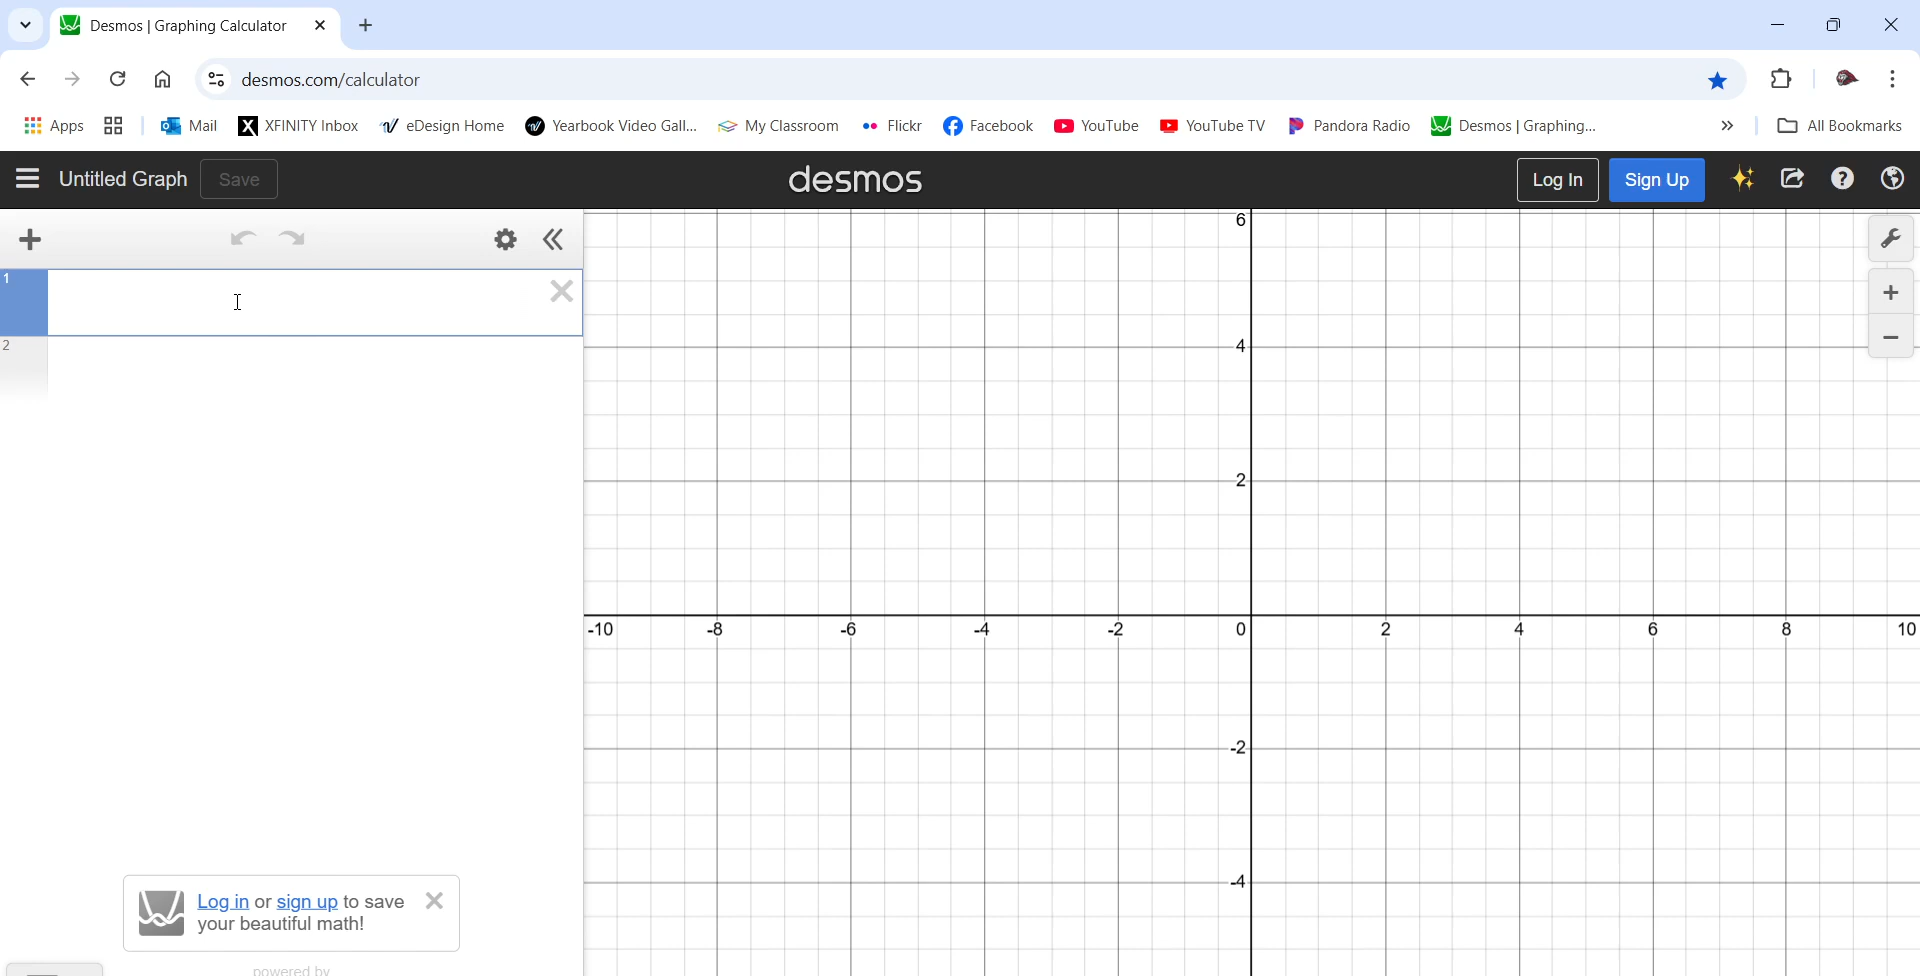 Desmos | Graphing Calculator
desmos.com/calculator
Apps Mail XFINITY Inbox eDesign Home Yearbook Video Gall... My Classroom Flickr Facebook YouTube YouTube TV Pandora Radio Desmos | Graphing... » All Bookmarks
Untitled Graph Save desmos Log In Sign Up
1
2
6
4
2
-10 -8 -6 -4 -2 0 2 4 6 8 10
-2
-4
Log in or sign up to save
your beautiful math!
powered by